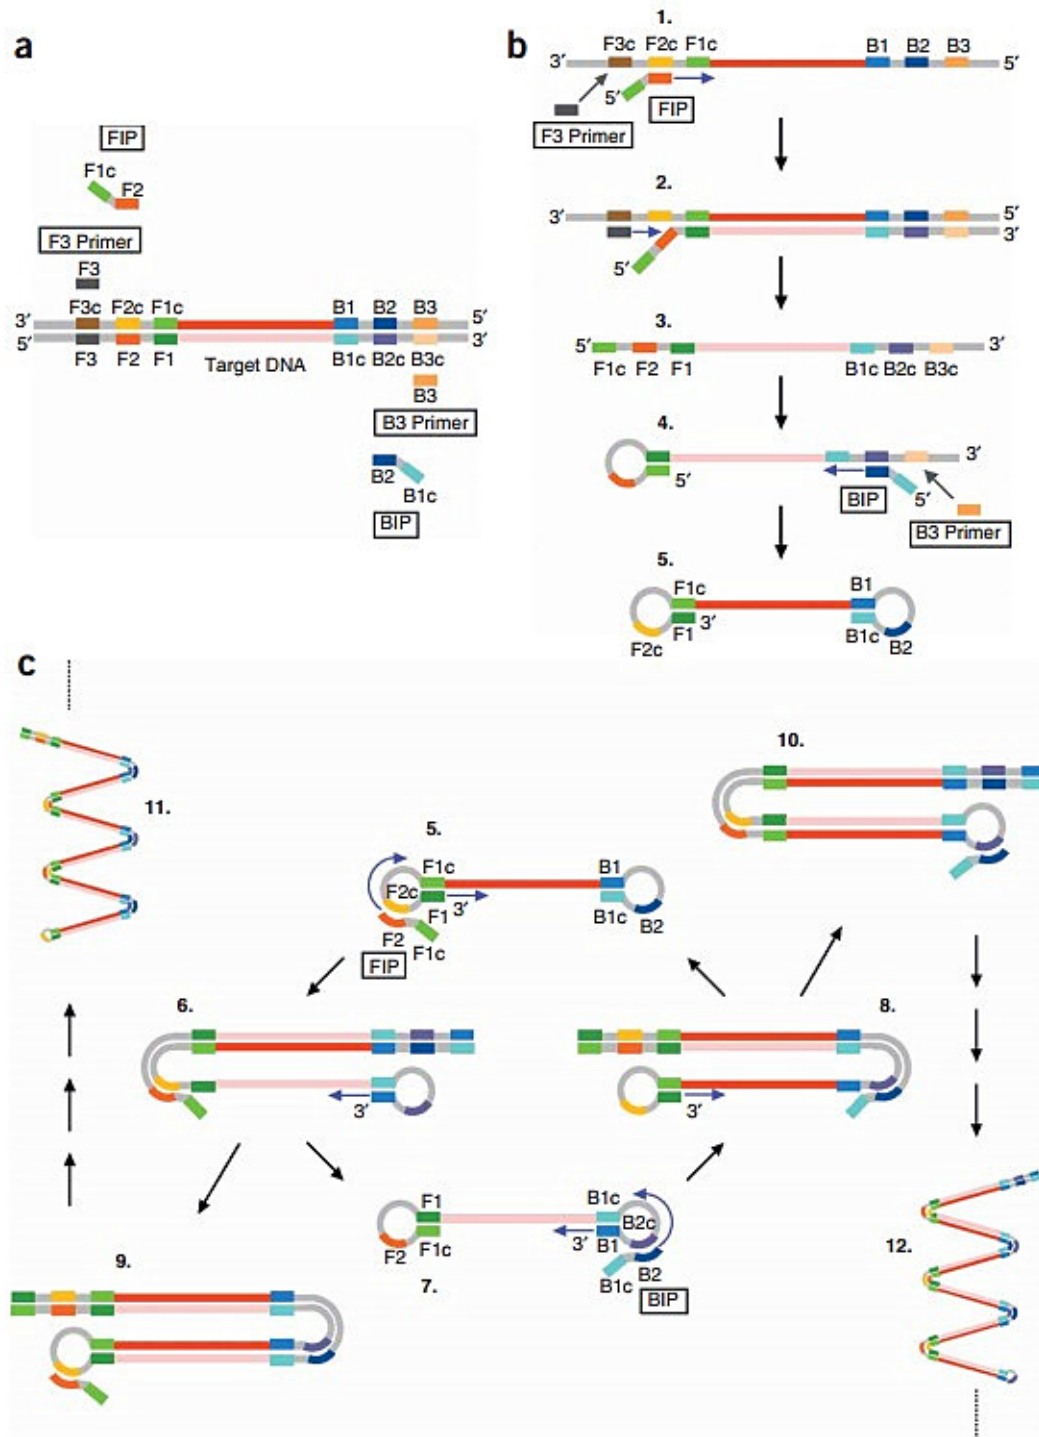 a
FIP
F1c
F2
F3 Primer
F3
F3c F2c F1c B1 B2 B3
3′ 5′
5′ 3′
F3 F2 F1 Target DNA B1c B2c B3c
B3
B3 Primer
B2
B1c
BIP
b
1.
F3c F2c F1c B1 B2 B3
3′ 5′
5′
FIP
F3 Primer
2.
3′ 5′
3′
5′
3.
5′ 3′
F1c F2 F1 B1c B2c B3c
4.
3′
5′
BIP 5′
B3 Primer
5.
F1c B1
3′
F2c F1 B1c B2
c
11.
5.
F1c B1
F2c
F1 3′ B1c B2
F2 F1c
FIP
10.
6.
3′
8.
3′
7.
F1 B1c
B2c
F2 F1c 3′ B1
B1c B2
BIP
9.
12.